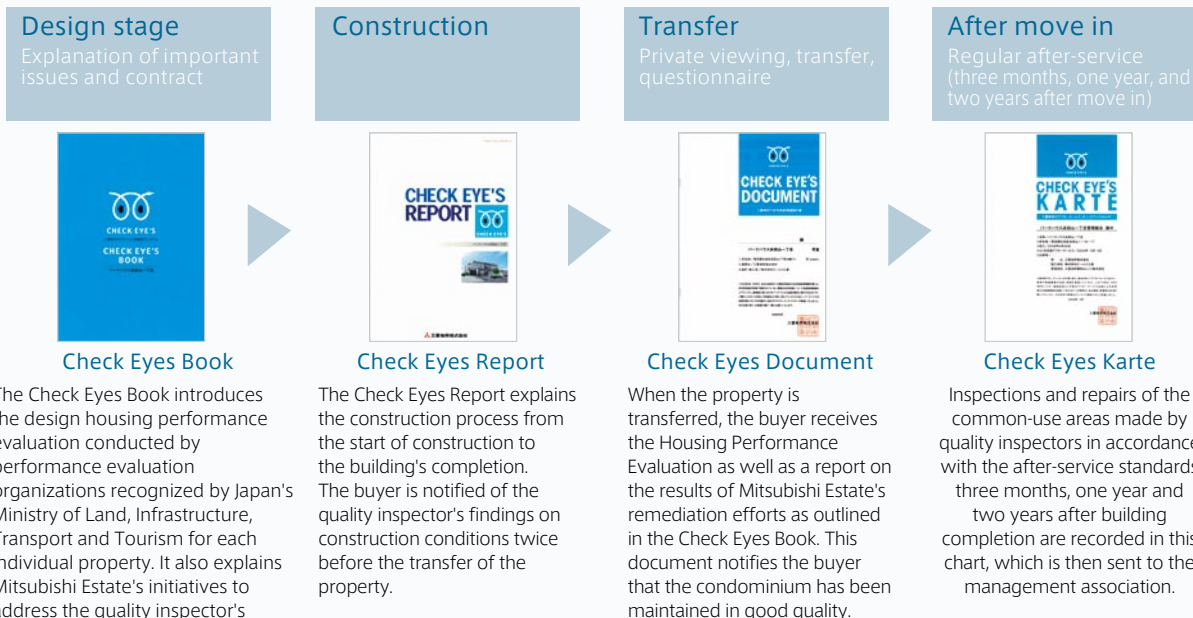 Design stage
Explanation of important
issues and contract
Construction
Transfer
Private viewing, transfer,
questionnaire
After move in
Regular after-service
(three months, one year, and
two years after move in)
CHECK EYE'S
CHECK EYE'S
BOOK
CHECK EYE'S
REPORT
三菱地所株式会社
CHECK EYE'S
DOCUMENT
CHECK EYE'S
KARTE
Check Eyes Book
The Check Eyes Book introduces
the design housing performance
evaluation conducted by
performance evaluation
organizations recognized by Japan's
Ministry of Land, Infrastructure,
Transport and Tourism for each
individual property. It also explains
Mitsubishi Estate's initiatives to
address the quality inspector's
Check Eyes Report
The Check Eyes Report explains
the construction process from
the start of construction to
the building's completion.
The buyer is notified of the
quality inspector's findings on
construction conditions twice
before the transfer of the
property.
Check Eyes Document
When the property is
transferred, the buyer receives
the Housing Performance
Evaluation as well as a report on
the results of Mitsubishi Estate's
remediation efforts as outlined
in the Check Eyes Book. This
document notifies the buyer
that the condominium has been
maintained in good quality.
Check Eyes Karte
Inspections and repairs of the
common-use areas made by
quality inspectors in accordance
with the after-service standards
three months, one year and
two years after building
completion are recorded in this
chart, which is then sent to the
management association.